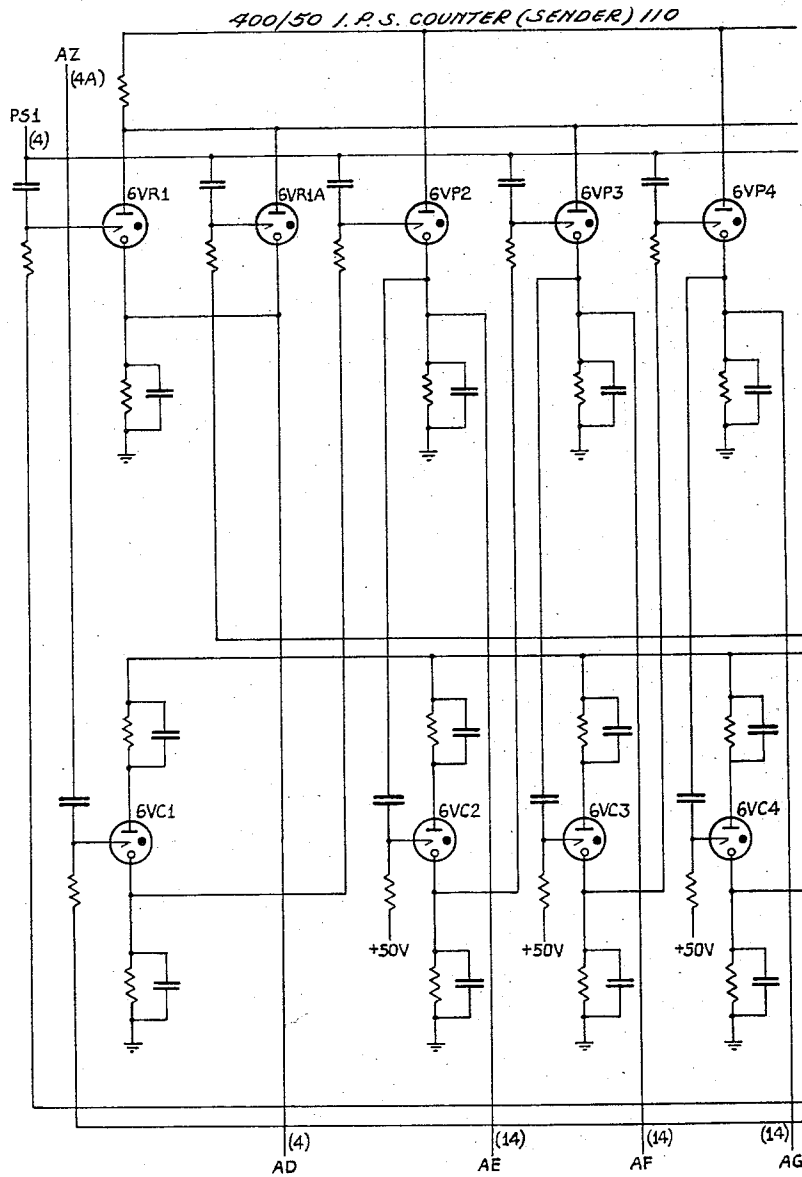 400/50 I.P.S. COUNTER (SENDER) 110
AZ
(4A)
PS1
(4)
6VR1
6VR1A
6VP2
6VP3
6VP4
6VC1
6VC2
6VC3
6VC4
+50V
+50V
+50V
(4)
(14)
(14)
(14)
AD
AE
AF
AG